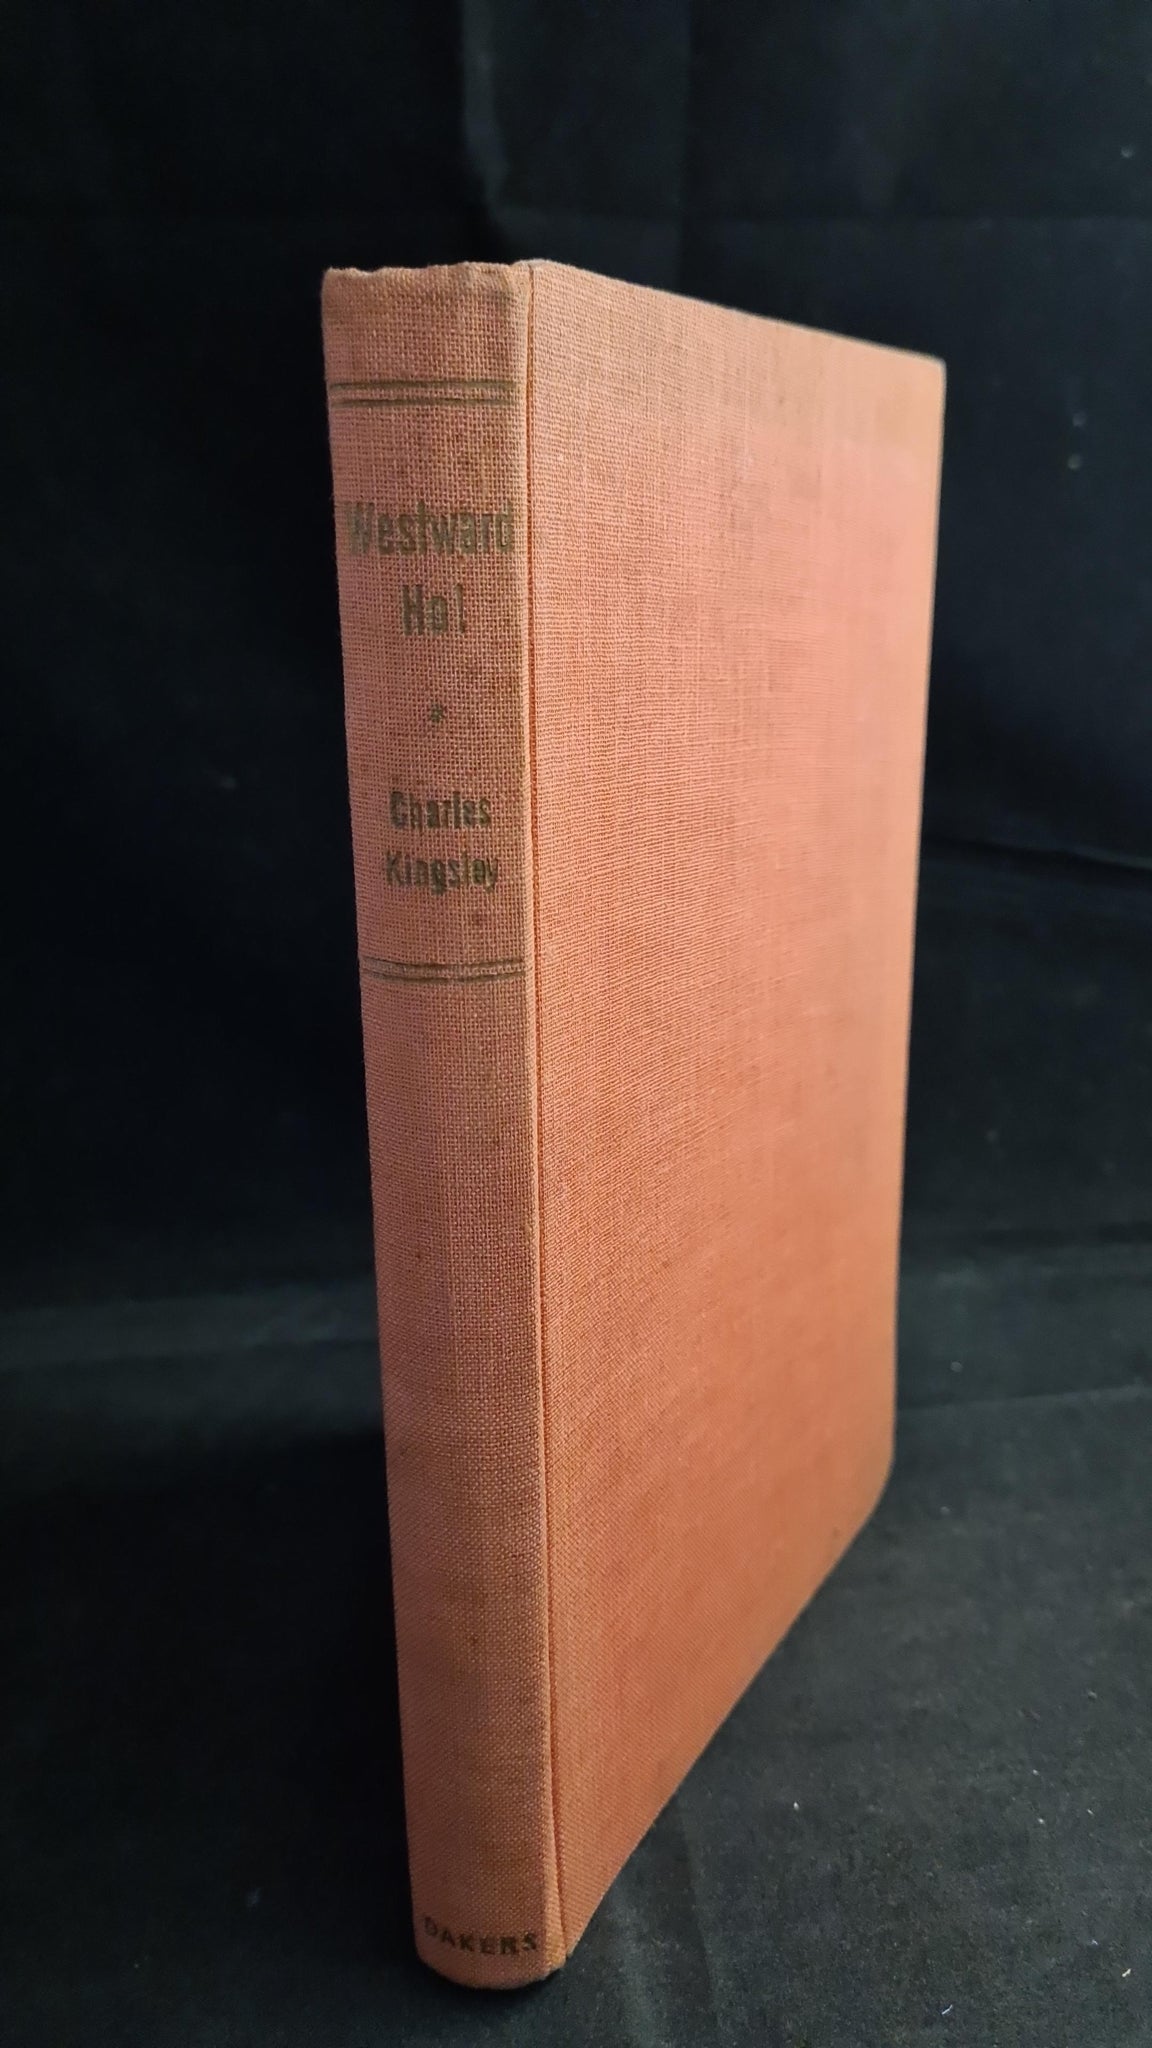 Westward
Ho!
*
Charles
Kingsley
DAKERS